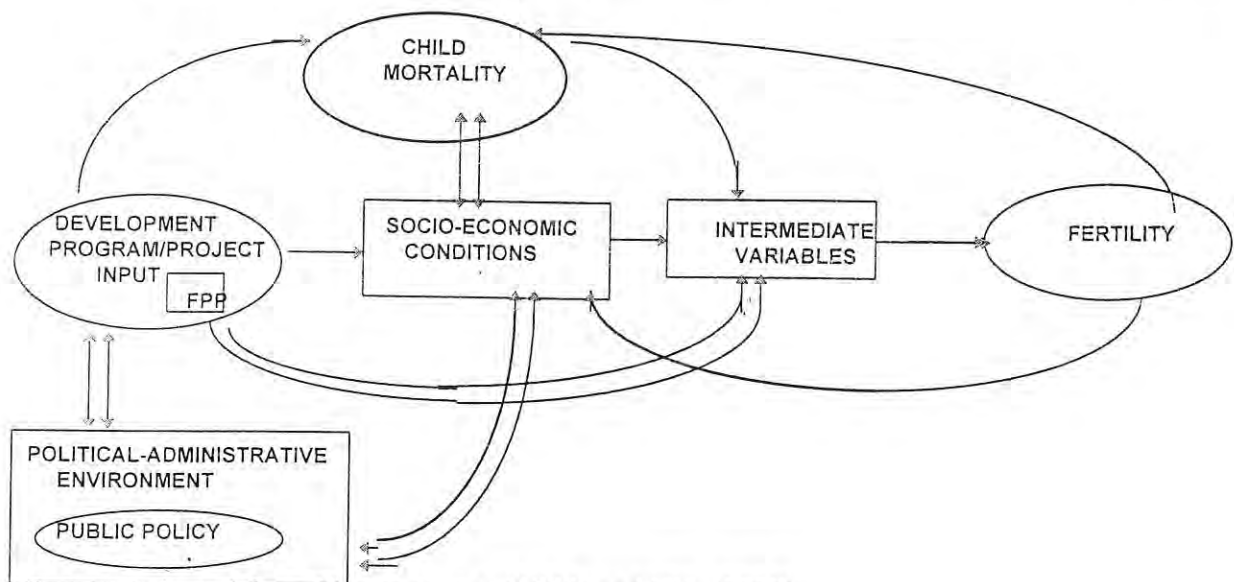 CHILD
MORTALITY
DEVELOPMENT
PROGRAM/PROJECT
INPUT
FPP
SOCIO-ECONOMIC
CONDITIONS
INTERMEDIATE
VARIABLES
FERTILITY
POLITICAL-ADMINISTRATIVE
ENVIRONMENT
PUBLIC POLICY